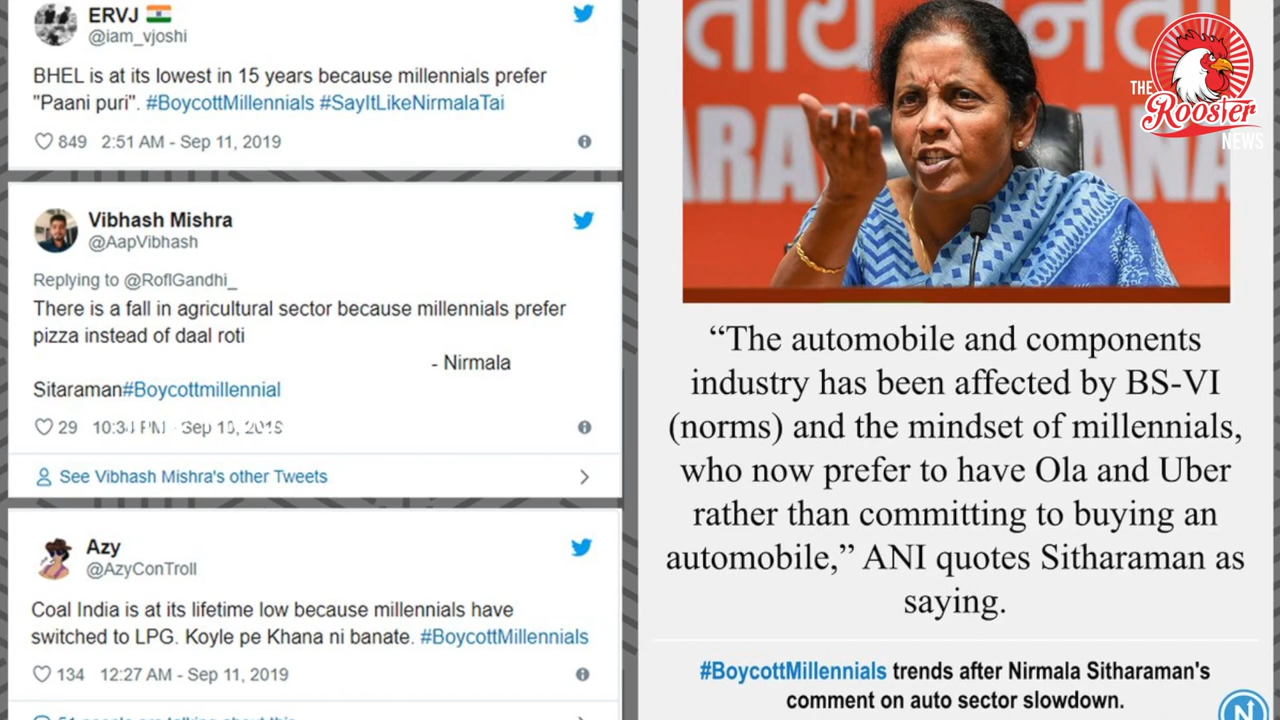 ERVJ
@iam_vjoshi
BHEL is at its lowest in 15 years because millennials prefer
"Paani puri". #BoycottMillennials #SayItLikeNirmalaTai
849 2:51 AM - Sep 11, 2019
Vibhash Mishra
@AapVibhash
Replying to @RoflGandhi_
There is a fall in agricultural sector because millennials prefer
pizza instead of daal roti
- Nirmala
Sitaraman#Boycottmillennial
29 10:34 PM - Sep 10, 2019
See Vibhash Mishra's other Tweets
Azy
@AzyConTroll
Coal India is at its lifetime low because millennials have
switched to LPG. Koyle pe Khana ni banate. #BoycottMillennials
134 12:27 AM - Sep 11, 2019
THE
Rooster
NEWS
“The automobile and components
industry has been affected by BS-VI
(norms) and the mindset of millennials,
who now prefer to have Ola and Uber
rather than committing to buying an
automobile,” ANI quotes Sitharaman as
saying.
#BoycottMillennials trends after Nirmala Sitharaman's
comment on auto sector slowdown.
N